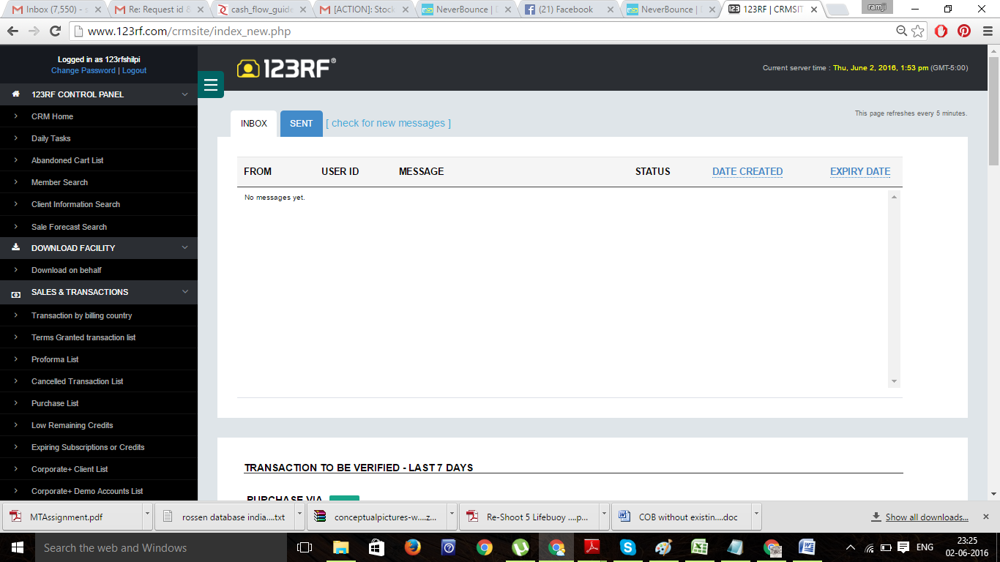 Inbox (7,550) - s
Re: Request id &
cash_flow_guide
[ACTION]: Stock
NeverBounce | D
(21) Facebook
NeverBounce | D
123RF | CRMSIT
ramji
www.123rf.com/crmsite/index_new.php
Logged in as 123rfshilpi
Change Password | Logout
123RF CONTROL PANEL
CRM Home
Daily Tasks
Abandoned Cart List
Member Search
Client Information Search
Sale Forecast Search
DOWNLOAD FACILITY
Download on behalf
SALES & TRANSACTIONS
Transaction by billing country
Terms Granted transaction list
Proforma List
Cancelled Transaction List
Purchase List
Low Remaining Credits
Expiring Subscriptions or Credits
Corporate+ Client List
Corporate+ Demo Accounts List
123RF®
Current server time : Thu, June 2, 2016, 1:53 pm (GMT-5:00)
This page refreshes every 5 minutes.
INBOX SENT [ check for new messages ]
FROM USER ID MESSAGE STATUS DATE CREATED EXPIRY DATE
No messages yet.
TRANSACTION TO BE VERIFIED - LAST 7 DAYS
PURCHASE VIA
MTAssignment.pdf
rossen database india....txt
conceptualpictures-w....z...
Re-Shoot 5 Lifebuoy ....p...
COB without existin....doc
Show all downloads...
Search the web and Windows
ENG
23:25
02-06-2016